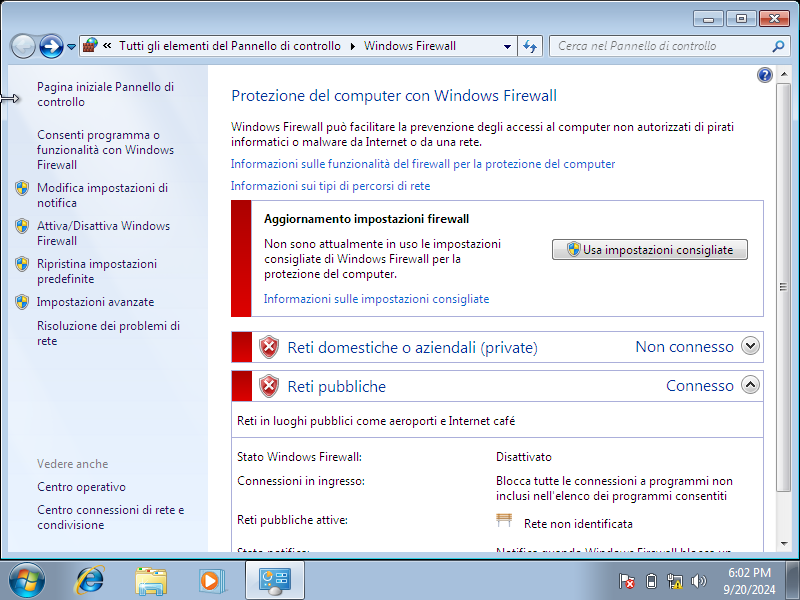 « Tutti gli elementi del Pannello di controllo ▸ Windows Firewall
Cerca nel Pannello di controllo
Pagina iniziale Pannello di
controllo
Consenti programma o
funzionalità con Windows
Firewall
Modifica impostazioni di
notifica
Attiva/Disattiva Windows
Firewall
Ripristina impostazioni
predefinite
Impostazioni avanzate
Risoluzione dei problemi di
rete
Vedere anche
Centro operativo
Centro connessioni di rete e
condivisione
Protezione del computer con Windows Firewall
Windows Firewall può facilitare la prevenzione degli accessi al computer non autorizzati di pirati
informatici o malware da Internet o da una rete.
Informazioni sulle funzionalità del firewall per la protezione del computer
Informazioni sui tipi di percorsi di rete
Aggiornamento impostazioni firewall
Non sono attualmente in uso le impostazioni
consigliate di Windows Firewall per la
protezione del computer.
Usa impostazioni consigliate
Informazioni sulle impostazioni consigliate
Reti domestiche o aziendali (private) Non connesso
Reti pubbliche Connesso
Reti in luoghi pubblici come aeroporti e Internet café
Stato Windows Firewall: Disattivato
Connessioni in ingresso: Blocca tutte le connessioni a programmi non
inclusi nell'elenco dei programmi consentiti
Reti pubbliche attive: Rete non identificata
Stato notifica: Notifica quando Windows Firewall blocca un
6:02 PM
9/20/2024